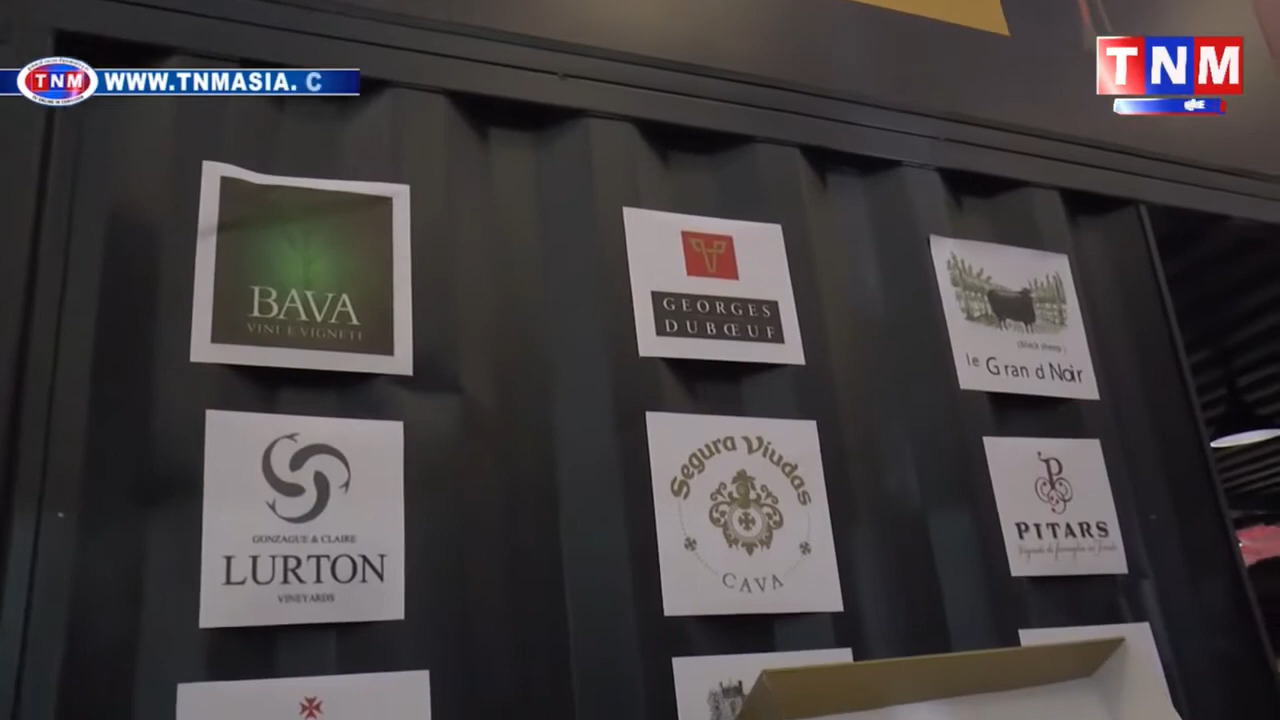 TNM
WWW.TNMASIA. C
TNM
BAVA
VINI E VIGNETI
GEORGES
DUBŒUF
(black sheep)
le Grand Noir
GONZAGUE & CLAIRE
LURTON
VINEYARDS
Segura Viudas
CAVA
P
PITARS